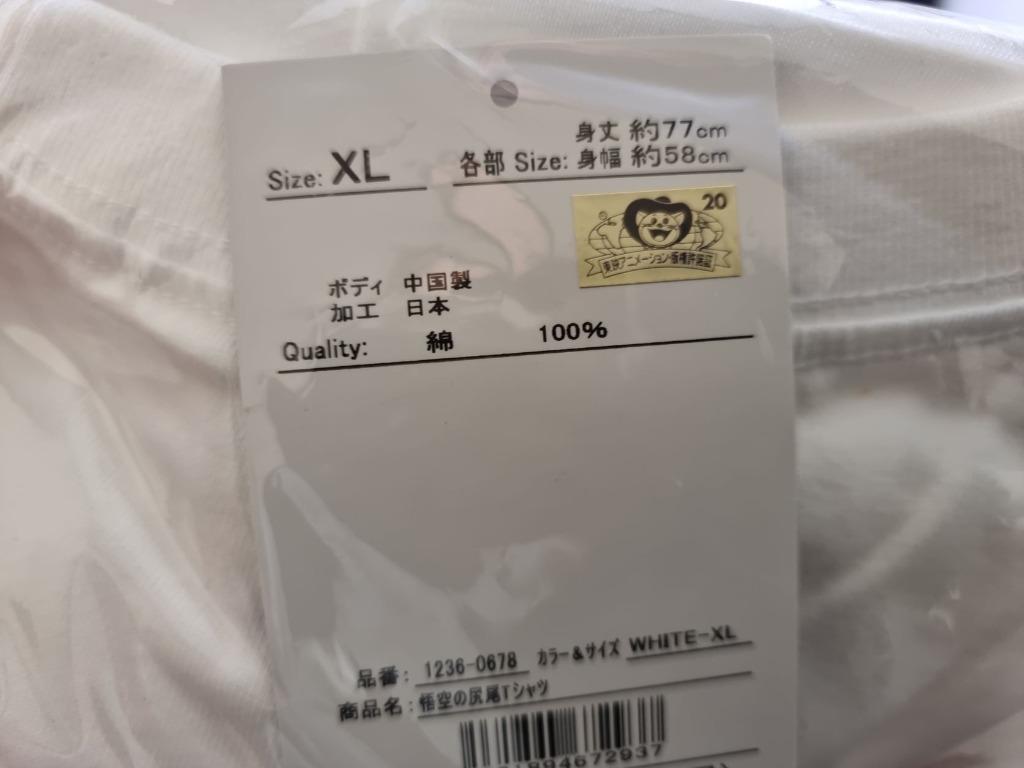 身丈 約77cm
Size: XL 各部 Size: 身幅 約58cm
20
東映アニメーション・版権許諾証
ボディ 中国製
加工 日本
Quality: 綿 100%
品番: 1236-0678 カラー&サイズ WHITE-XL
商品名: 悟空の尻尾Tシャツ